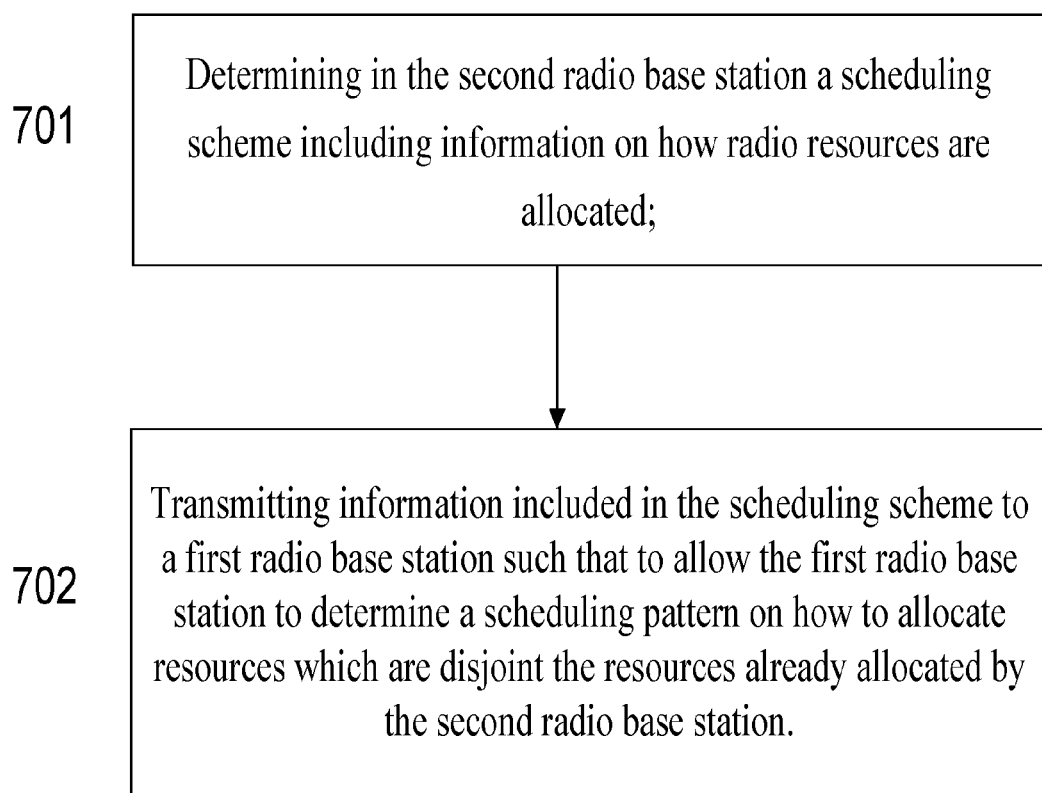 701
Determining in the second radio base station a scheduling
scheme including information on how radio resources are
allocated;
702
Transmitting information included in the scheduling scheme to
a first radio base station such that to allow the first radio base
station to determine a scheduling pattern on how to allocate
resources which are disjoint the resources already allocated by
the second radio base station.